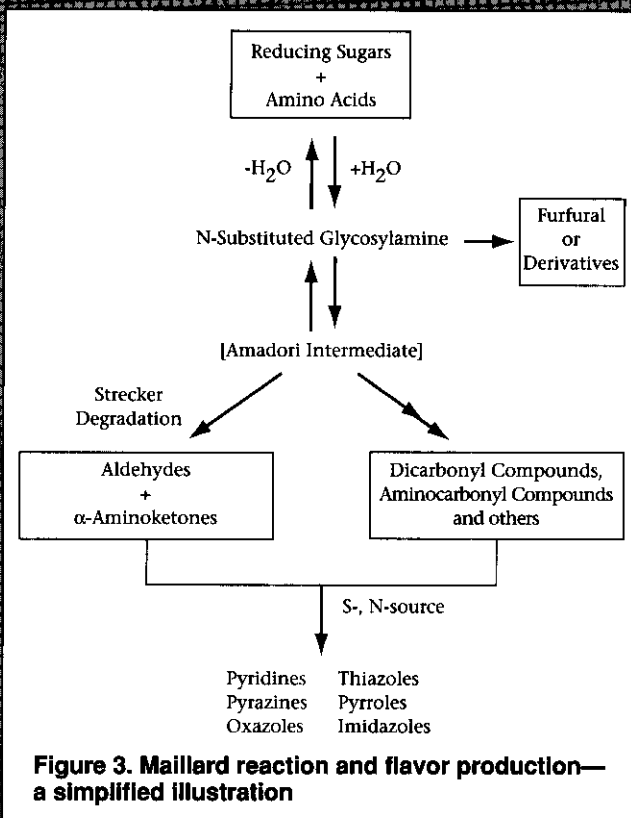 Reducing Sugars
+
Amino Acids
-H₂O +H₂O
N-Substituted Glycosylamine
Furfural
or
Derivatives
[Amadori Intermediate]
Strecker
Degradation
Aldehydes
+
α-Aminoketones
Dicarbonyl Compounds,
Aminocarbonyl Compounds
and others
S-, N-source
Pyridines Thiazoles
Pyrazines Pyrroles
Oxazoles Imidazoles
Figure 3. Maillard reaction and flavor production—
a simplified illustration